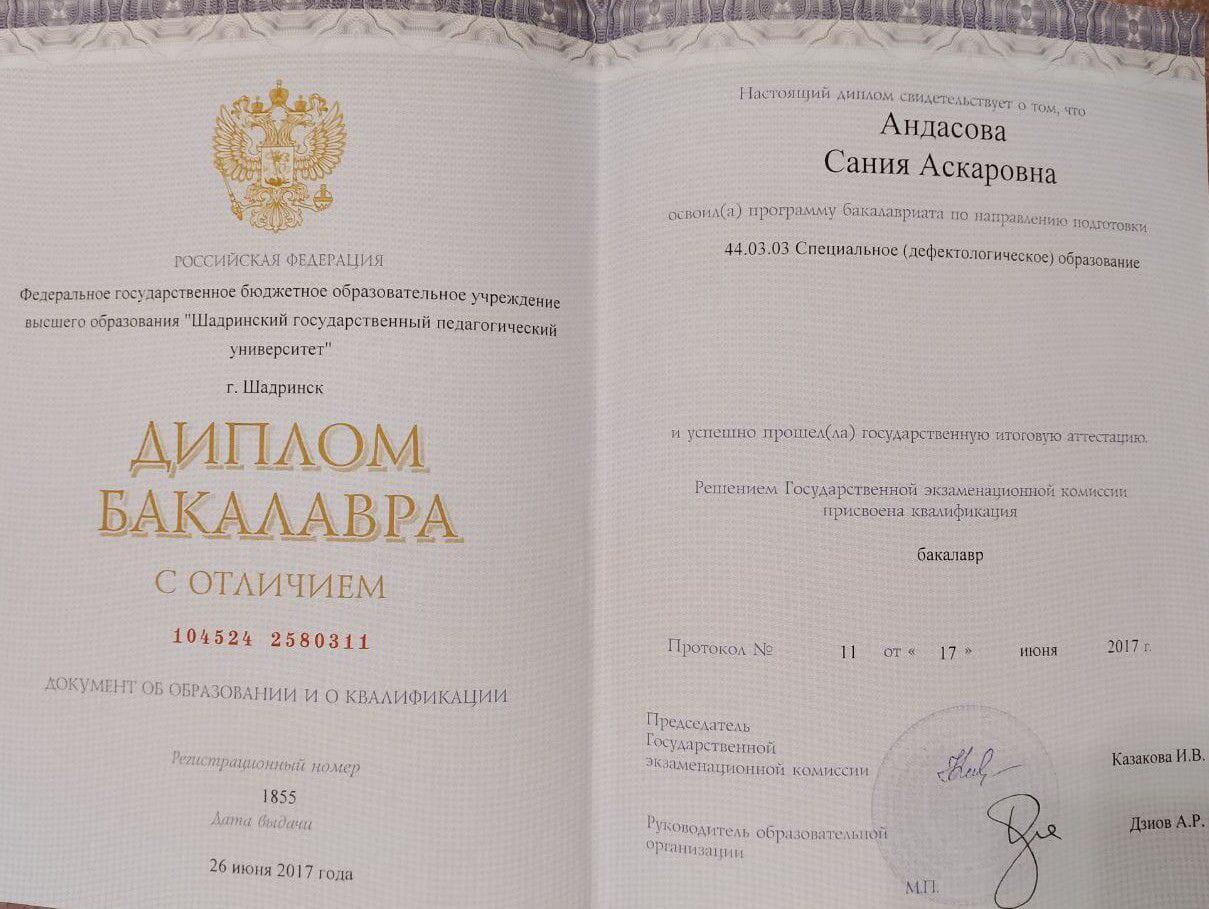 РОССИЙСКАЯ ФЕДЕРАЦИЯ
Федеральное государственное бюджетное образовательное учреждение
высшего образования "Шадринский государственный педагогический
университет"
г. Шадринск
ДИПЛОМ
БАКАЛАВРА
С ОТЛИЧИЕМ
104524 2580311
ДОКУМЕНТ ОБ ОБРАЗОВАНИИ И О КВАЛИФИКАЦИИ
Регистрационный номер
1855
Дата выдачи
26 июня 2017 года
Настоящий диплом свидетельствует о том, что
Андасова
Сания Аскаровна
освоил(а) программу бакалавриата по направлению подготовки
44.03.03 Специальное (дефектологическое) образование
и успешно прошел(ла) государственную итоговую аттестацию.
Решением Государственной экзаменационной комиссии
присвоена квалификация
бакалавр
Протокол № 11 от « 17 » июня 2017 г.
Председатель
Государственной
экзаменационной комиссии
Казакова И.В.
Руководитель образовательной
организации
Дзиов А.Р.
М.П.